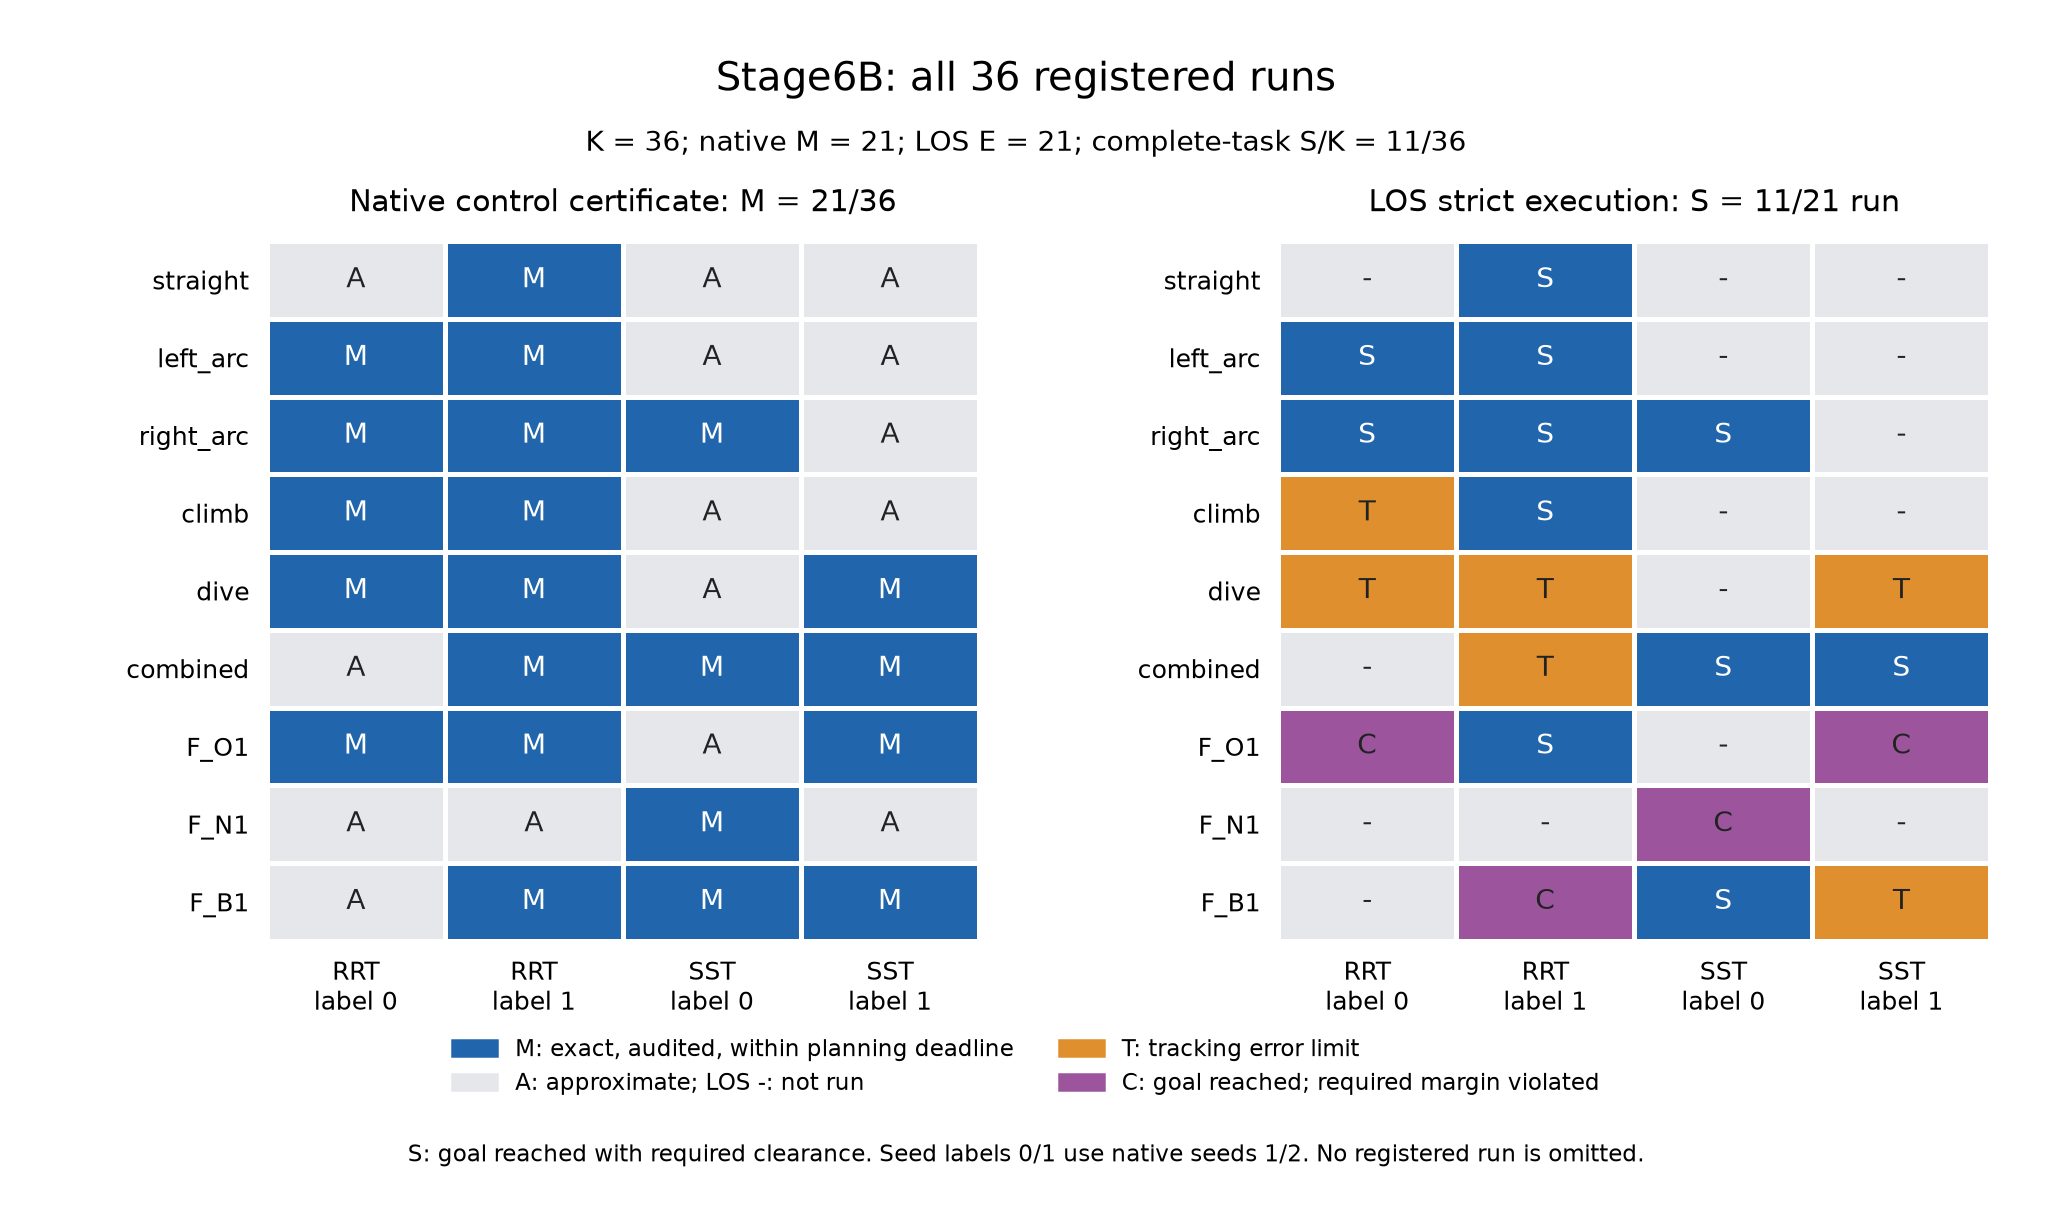 Stage6B: all 36 registered runs
K = 36; native M = 21; LOS E = 21; complete-task S/K = 11/36
Native control certificate: M = 21/36
straight A M A A
left_arc M M A A
right_arc M M M A
climb M M A A
dive M M A M
combined A M M M
F_O1 M M A M
F_N1 A A M A
F_B1 A M M M
RRT RRT SST SST
label 0 label 1 label 0 label 1
LOS strict execution: S = 11/21 run
straight - S - -
left_arc S S - -
right_arc S S S -
climb T S - -
dive T T - T
combined - T S S
F_O1 C S - C
F_N1 - - C -
F_B1 - C S T
RRT RRT SST SST
label 0 label 1 label 0 label 1
M: exact, audited, within planning deadline
A: approximate; LOS -: not run
T: tracking error limit
C: goal reached; required margin violated
S: goal reached with required clearance. Seed labels 0/1 use native seeds 1/2. No registered run is omitted.